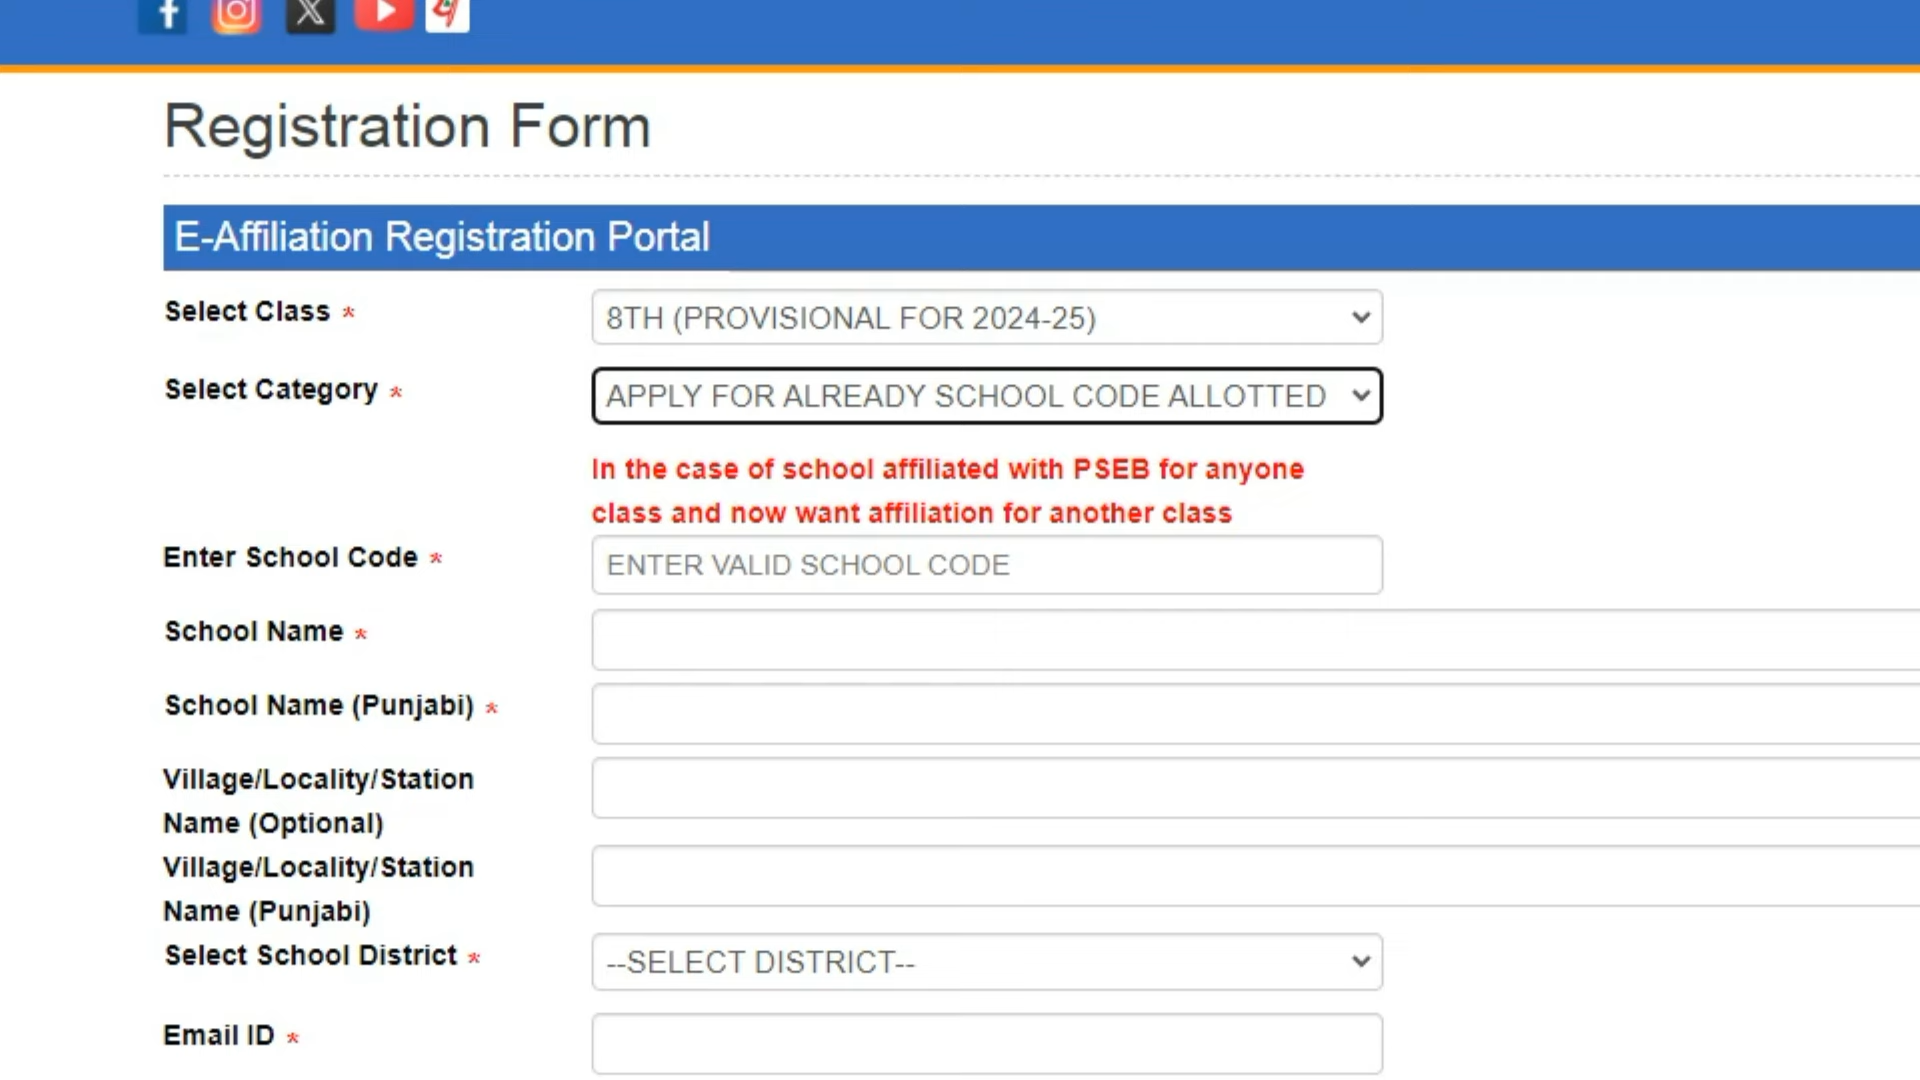 Registration Form
E-Affiliation Registration Portal
Select Class *
8TH (PROVISIONAL FOR 2024-25)
Select Category *
APPLY FOR ALREADY SCHOOL CODE ALLOTTED
In the case of school affiliated with PSEB for anyone
class and now want affiliation for another class
Enter School Code *
ENTER VALID SCHOOL CODE
School Name *
School Name (Punjabi) *
Village/Locality/Station
Name (Optional)
Village/Locality/Station
Name (Punjabi)
Select School District *
--SELECT DISTRICT--
Email ID *